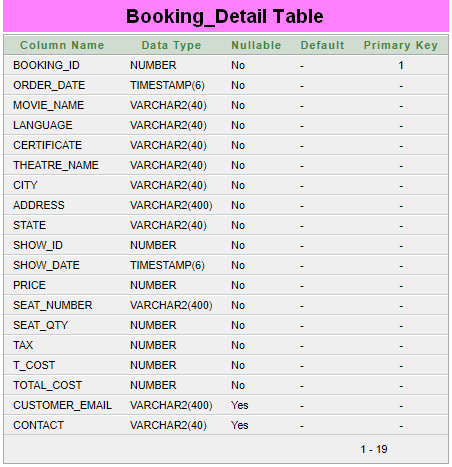 Booking_Detail Table
Column Name Data Type Nullable Default Primary Key
BOOKING_ID NUMBER No - 1
ORDER_DATE TIMESTAMP(6) No - -
MOVIE_NAME VARCHAR2(40) No - -
LANGUAGE VARCHAR2(40) No - -
CERTIFICATE VARCHAR2(40) No - -
THEATRE_NAME VARCHAR2(40) No - -
CITY VARCHAR2(40) No - -
ADDRESS VARCHAR2(400) No - -
STATE VARCHAR2(40) No - -
SHOW_ID NUMBER No - -
SHOW_DATE TIMESTAMP(6) No - -
PRICE NUMBER No - -
SEAT_NUMBER VARCHAR2(400) No - -
SEAT_QTY NUMBER No - -
TAX NUMBER No - -
T_COST NUMBER No - -
TOTAL_COST NUMBER No - -
CUSTOMER_EMAIL VARCHAR2(400) Yes - -
CONTACT VARCHAR2(40) Yes - -
1 - 19